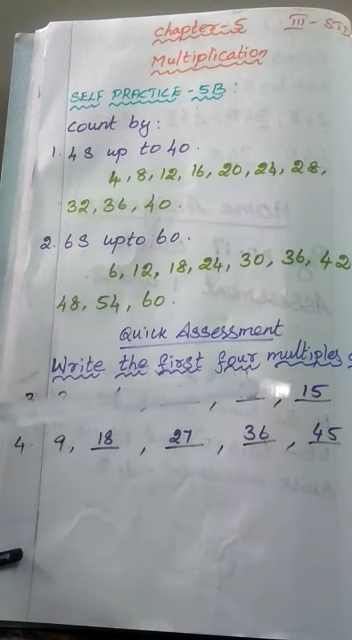 Chapter-5 III - STD
Multiplication
SELF PRACTICE - 5B :
Count by:
1. 4S up to 40.
4, 8, 12, 16, 20, 24, 28,
32, 36, 40.
2. 6S upto 60.
6, 12, 18, 24, 30, 36, 42
48, 54, 60.
Quick Assessment
Write the first four multiples
3. , , 15
4. 9, 18, 27, 36, 45